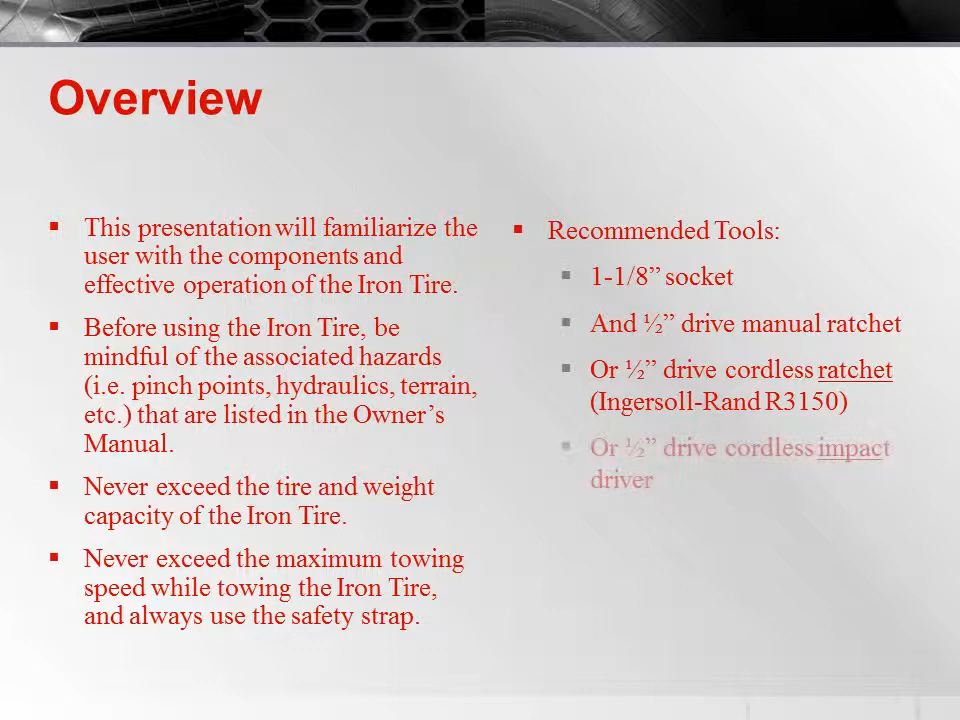 Overview
This presentation will familiarize the
user with the components and
effective operation of the Iron Tire.
Before using the Iron Tire, be
mindful of the associated hazards
(i.e. pinch points, hydraulics, terrain,
etc.) that are listed in the Owner’s
Manual.
Never exceed the tire and weight
capacity of the Iron Tire.
Never exceed the maximum towing
speed while towing the Iron Tire,
and always use the safety strap.
Recommended Tools:
1-1/8” socket
And ½” drive manual ratchet
Or ½” drive cordless ratchet
(Ingersoll-Rand R3150)
Or ½” drive cordless impact
driver